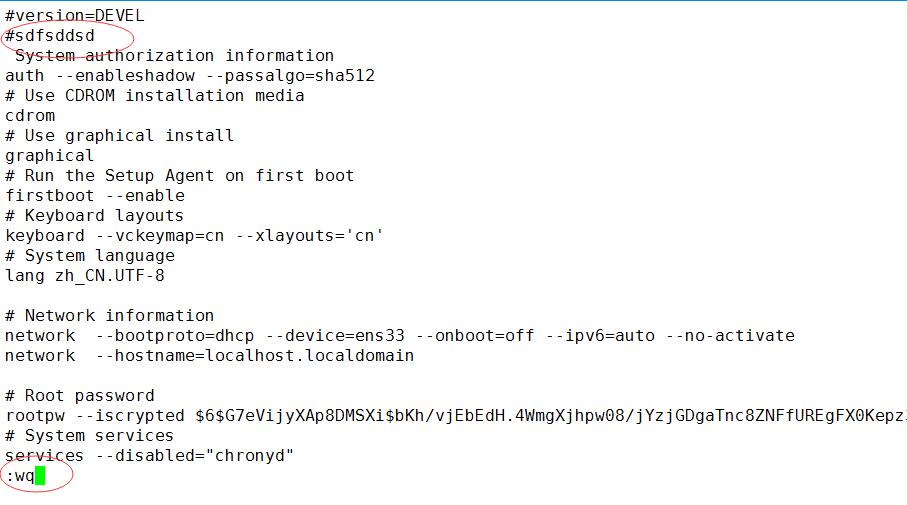 #version=DEVEL
#sdfsddsd
 System authorization information
auth --enableshadow --passalgo=sha512
# Use CDROM installation media
cdrom
# Use graphical install
graphical
# Run the Setup Agent on first boot
firstboot --enable
# Keyboard layouts
keyboard --vckeymap=cn --xlayouts='cn'
# System language
lang zh_CN.UTF-8

# Network information
network  --bootproto=dhcp --device=ens33 --onboot=off --ipv6=auto --no-activate
network  --hostname=localhost.localdomain

# Root password
rootpw --iscrypted $6$G7eVijyXAp8DMSXi$bKh/vjEbEdH.4WmgXjhpw08/jYzjGDgaTnc8ZNFfUREgFX0Kepz
# System services
services --disabled="chronyd"
:wq